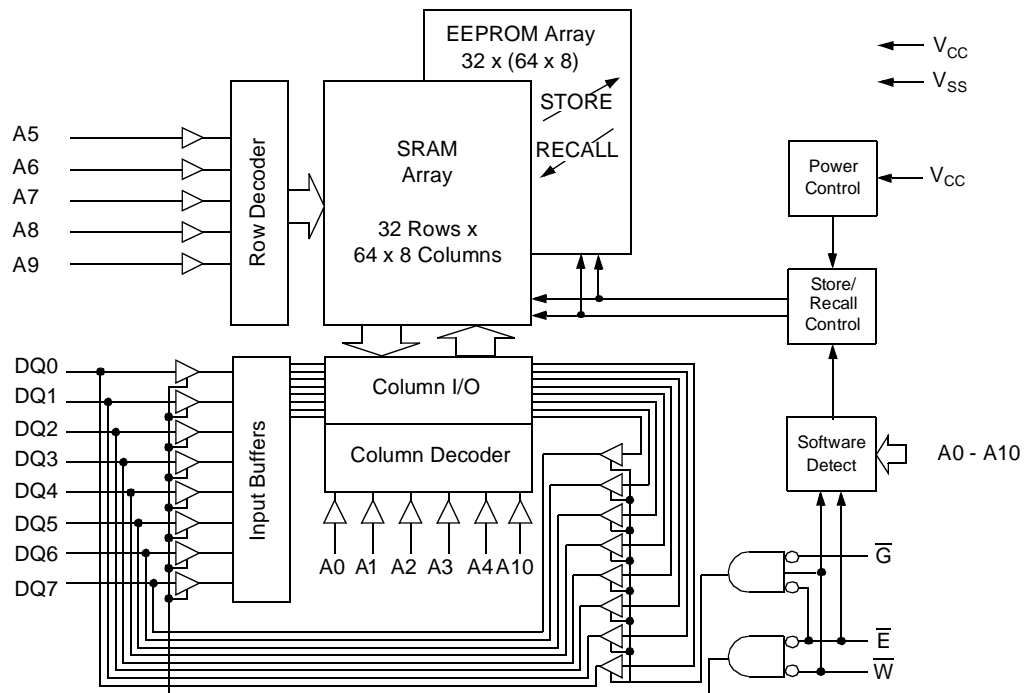 EEPROM Array
32 x (64 x 8)
STORE
RECALL
SRAM
Array
32 Rows x
64 x 8 Columns
Row Decoder
A5
A6
A7
A8
A9
VCC
VSS
Power
Control
VCC
Store/
Recall
Control
Software
Detect
A0 - A10
DQ0
DQ1
DQ2
DQ3
DQ4
DQ5
DQ6
DQ7
Input Buffers
Column I/O
Column Decoder
A0 A1 A2 A3 A4 A10
G̅
E̅
W̅